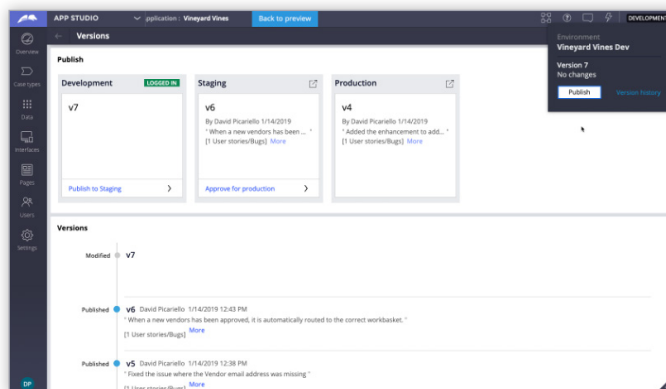 APP STUDIO
Application : Vineyard Vines
Back to preview
DEVELOPMENT
Overview
Versions
Environment
Vineyard Vines Dev
Version 7
No changes
Publish
Version history
Publish
Development
LOGGED IN
v7
Publish to Staging
Staging
v6
By David Picariello 1/14/2019
" When a new vendors has been ... "
[1 User stories/Bugs] More
Approve for production
Production
v4
By David Picariello 1/14/2019
" Added the enhancement to add... "
[1 User stories/Bugs] More
Case types
Data
Interfaces
Pages
Users
Settings
DP
Versions
Modified v7
Published v6 David Picariello 1/14/2019 12:43 PM
" When a new vendors has been approved, it is automatically routed to the correct workbasket. "
[1 User stories/Bugs] More
Published v5 David Picariello 1/14/2019 12:38 PM
" Fixed the issue where the Vendor email address was missing "
[1 User stories/Bugs] More